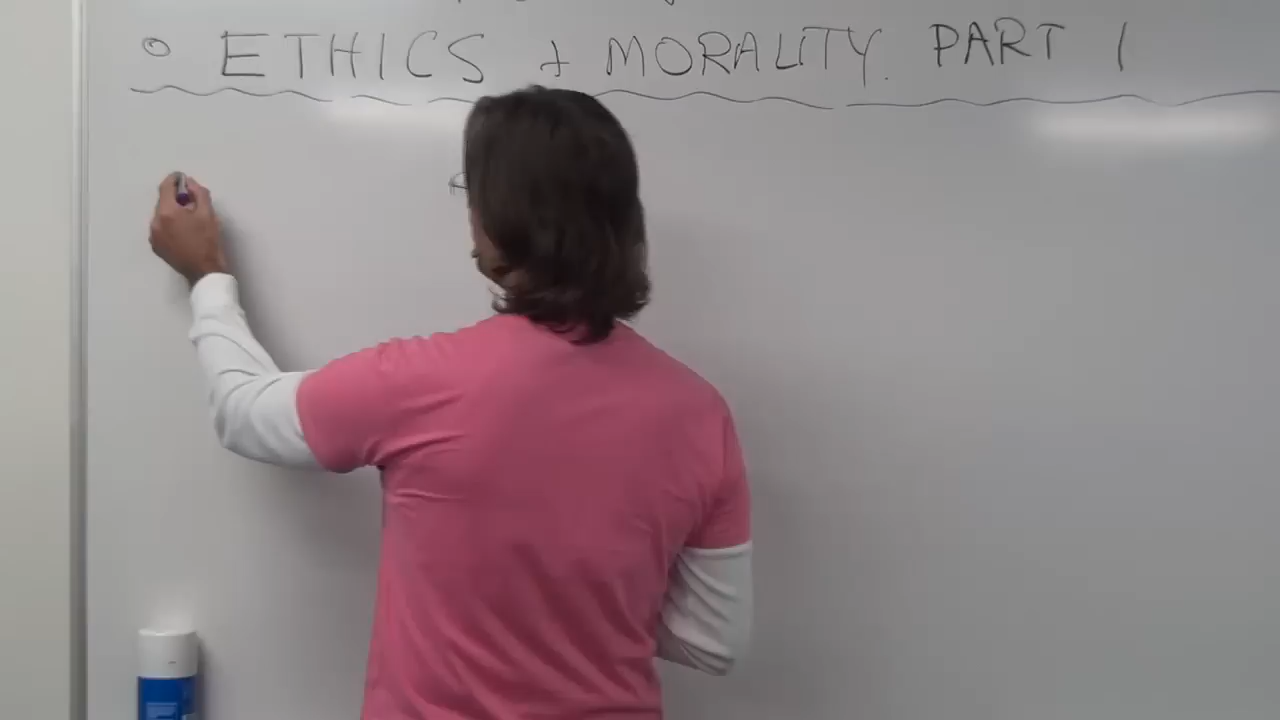 ○ ETHICS + MORALITY. PART 1